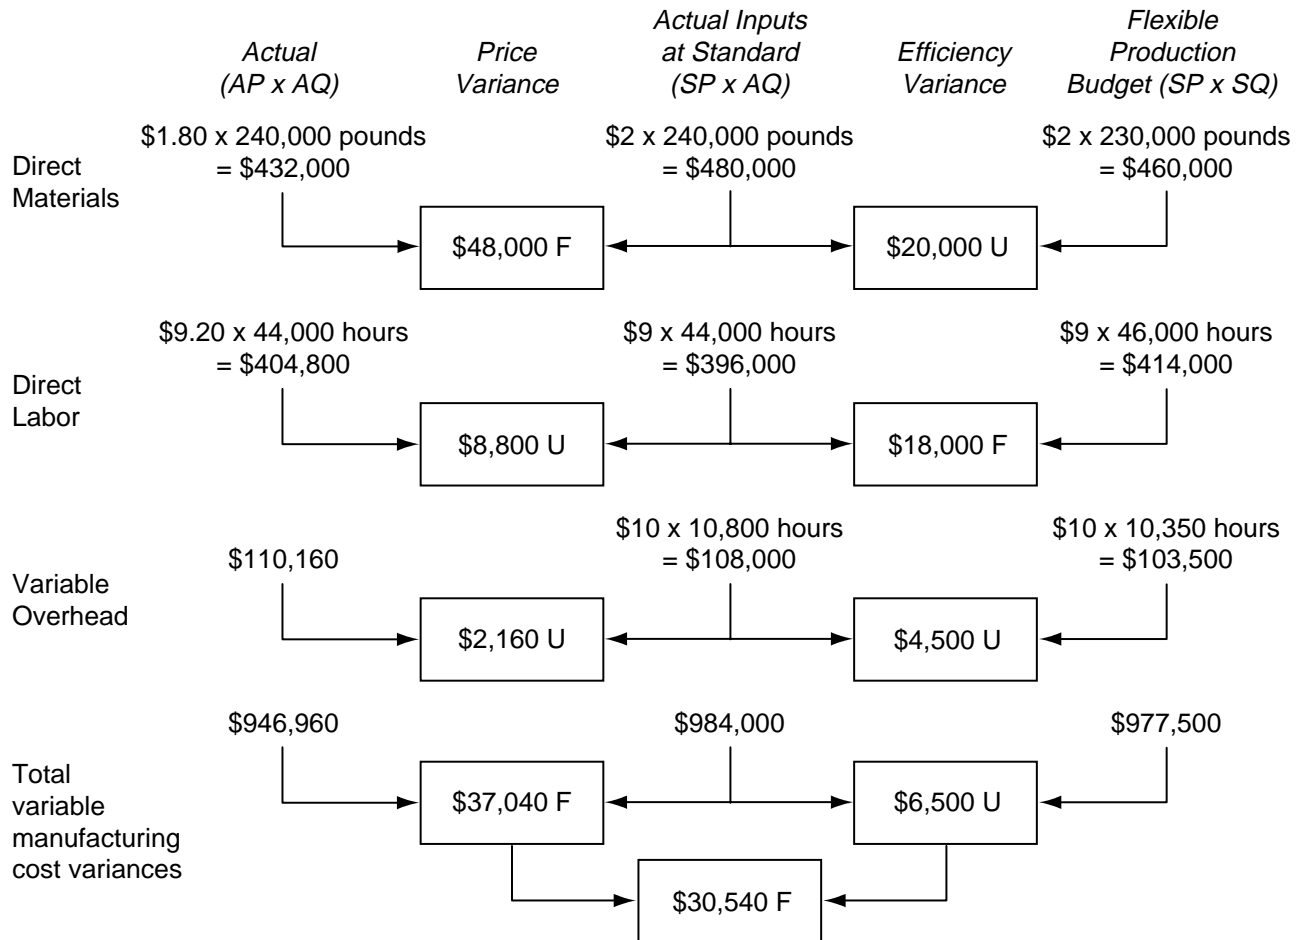 Actual
(AP x AQ)
Price
Variance
Actual Inputs
at Standard
(SP x AQ)
Efficiency
Variance
Flexible
Production
Budget (SP x SQ)
Direct
Materials
$1.80 x 240,000 pounds
= $432,000
$2 x 240,000 pounds
= $480,000
$2 x 230,000 pounds
= $460,000
$48,000 F
$20,000 U
Direct
Labor
$9.20 x 44,000 hours
= $404,800
$9 x 44,000 hours
= $396,000
$9 x 46,000 hours
= $414,000
$8,800 U
$18,000 F
Variable
Overhead
$110,160
$10 x 10,800 hours
= $108,000
$10 x 10,350 hours
= $103,500
$2,160 U
$4,500 U
Total
variable
manufacturing
cost variances
$946,960
$984,000
$977,500
$37,040 F
$6,500 U
$30,540 F